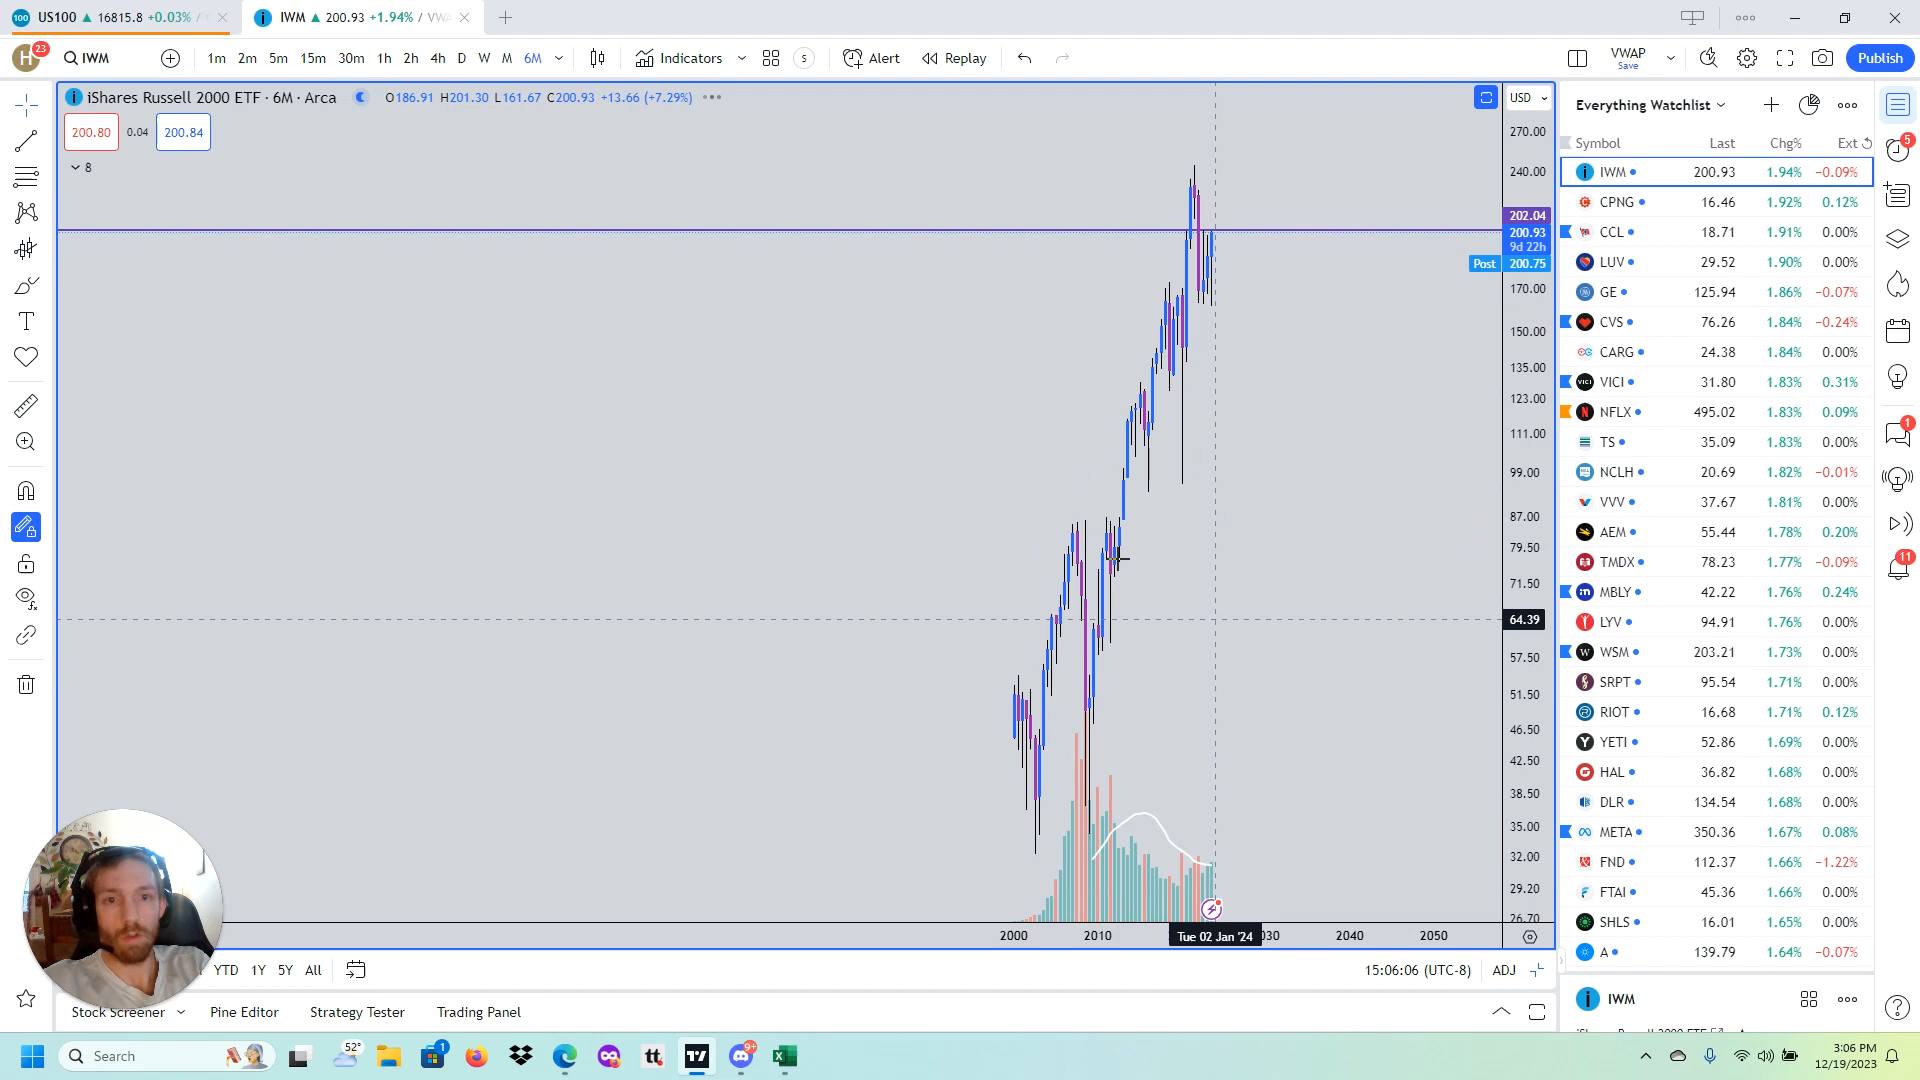 US100 ▲ 16815.8 +0.03% /
IWM ▲ 200.93 +1.94% / VWA
H 23
IWM
1m 2m 5m 15m 30m 1h 2h 4h D W M 6M
Indicators
S
Alert
Replay
VWAP
Save
Publish
iShares Russell 2000 ETF · 6M · Arca
O186.91 H201.30 L161.67 C200.93 +13.66 (+7.29%)
USD
200.80 0.04 200.84
8
270.00
240.00
202.04
200.93
9d 22h
Post 200.75
170.00
150.00
135.00
123.00
111.00
99.00
87.00
79.50
71.50
64.39
57.50
51.50
46.50
42.50
38.50
35.00
32.00
29.20
26.70
2000 2010 Tue 02 Jan '24 2030 2040 2050
YTD 1Y 5Y All
15:06:06 (UTC-8) ADJ
Stock Screener Pine Editor Strategy Tester Trading Panel
Everything Watchlist
Symbol Last Chg% Ext
IWM 200.93 1.94% −0.09%
CPNG 16.46 1.92% 0.12%
CCL 18.71 1.91% 0.00%
LUV 29.52 1.90% 0.00%
GE 125.94 1.86% −0.07%
CVS 76.26 1.84% −0.24%
CARG 24.38 1.84% 0.00%
VICI 31.80 1.83% 0.31%
NFLX 495.02 1.83% 0.09%
TS 35.09 1.83% 0.00%
NCLH 20.69 1.82% −0.01%
VVV 37.67 1.81% 0.00%
AEM 55.44 1.78% 0.20%
TMDX 78.23 1.77% −0.09%
MBLY 42.22 1.76% 0.24%
LYV 94.91 1.76% 0.00%
WSM 203.21 1.73% 0.00%
SRPT 95.54 1.71% 0.00%
RIOT 16.68 1.71% 0.12%
YETI 52.86 1.69% 0.00%
HAL 36.82 1.68% 0.00%
DLR 134.54 1.68% 0.00%
META 350.36 1.67% 0.08%
FND 112.37 1.66% −1.22%
FTAI 45.36 1.66% 0.00%
SHLS 16.01 1.65% 0.00%
A 139.79 1.64% −0.07%
IWM
5
1
11
Search
52°
1
tt
9+
3:06 PM
12/19/2023